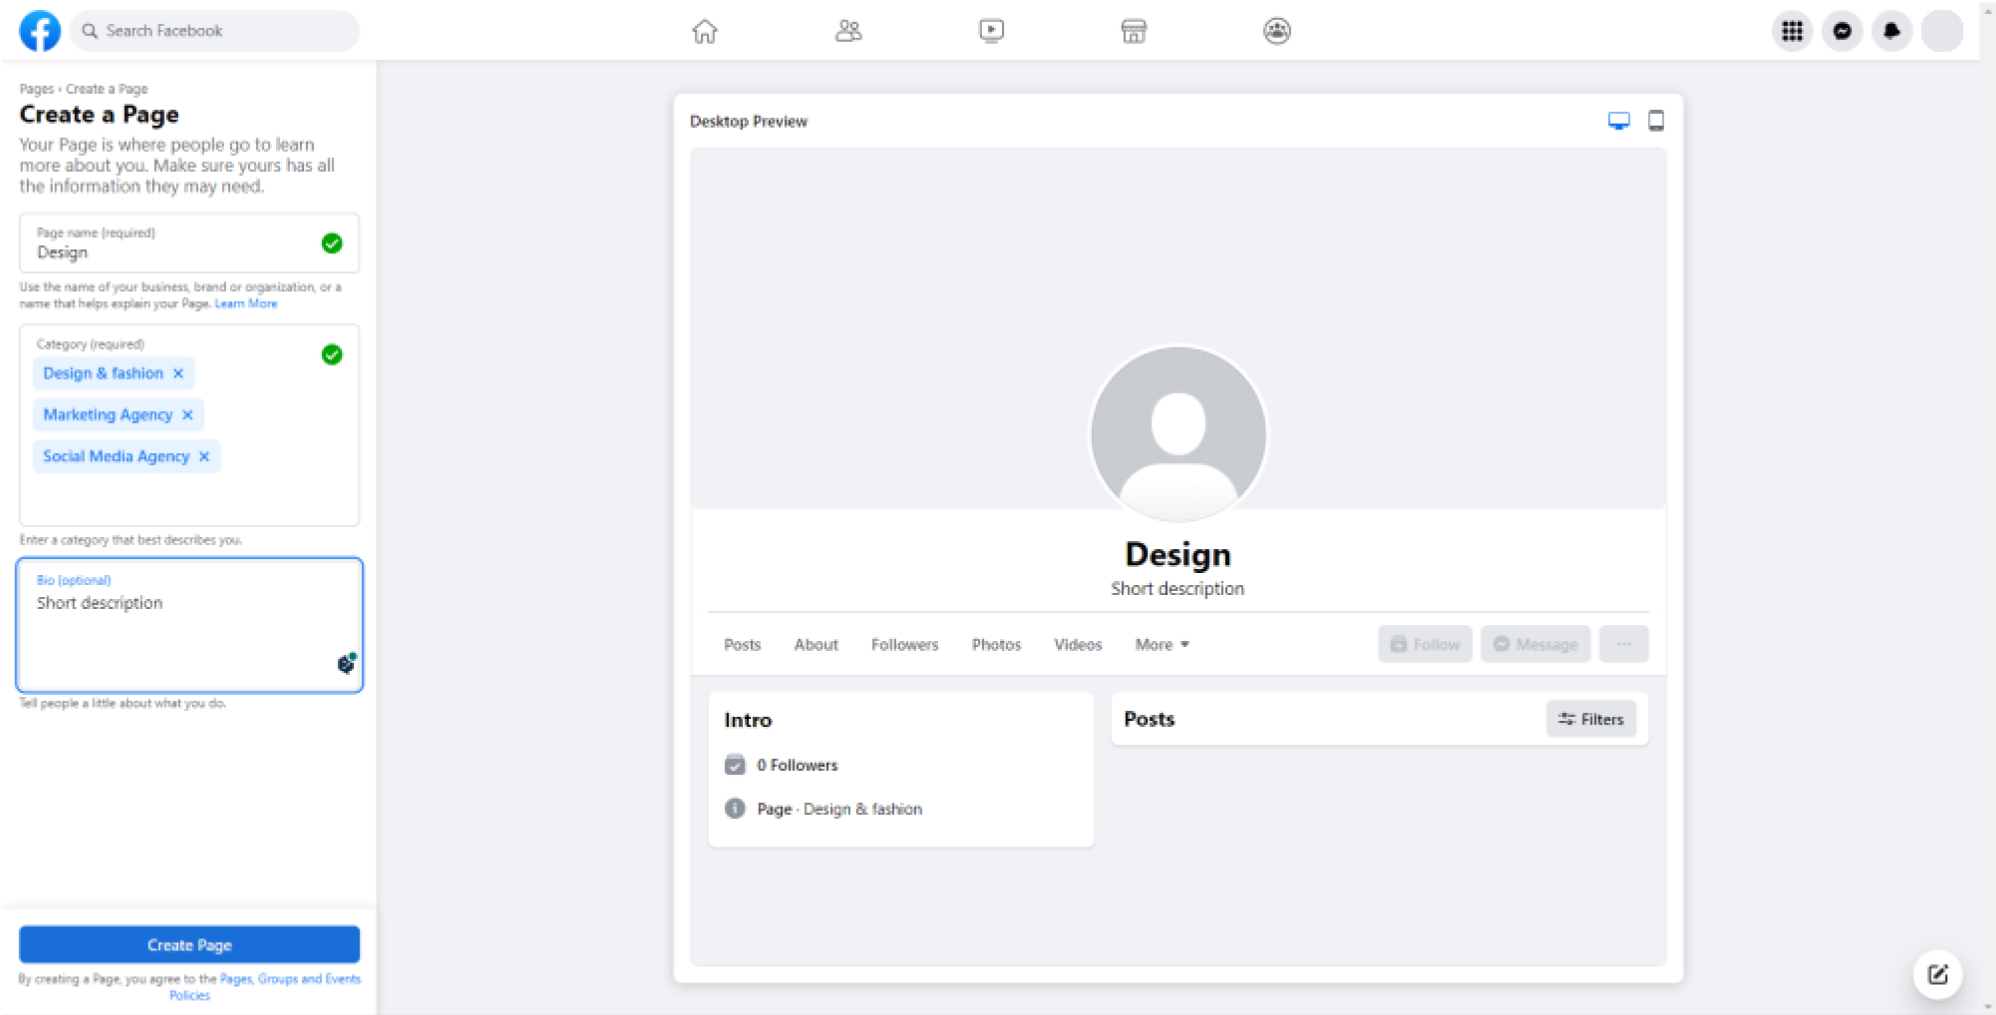 Search Facebook
Pages › Create a Page
Create a Page
Your Page is where people go to learn
more about you. Make sure yours has all
the information they may need.
Page name (required)
Design
Use the name of your business, brand or organization, or a
name that helps explain your Page. Learn More
Category (required)
Design & fashion
Marketing Agency
Social Media Agency
Enter a category that best describes you.
Bio (optional)
Short description
Tell people a little about what you do.
Create Page
By creating a Page, you agree to the Pages, Groups and Events
Policies
Desktop Preview
Design
Short description
Posts About Followers Photos Videos More Follow Message ...
Intro
0 Followers
Page · Design & fashion
Posts Filters